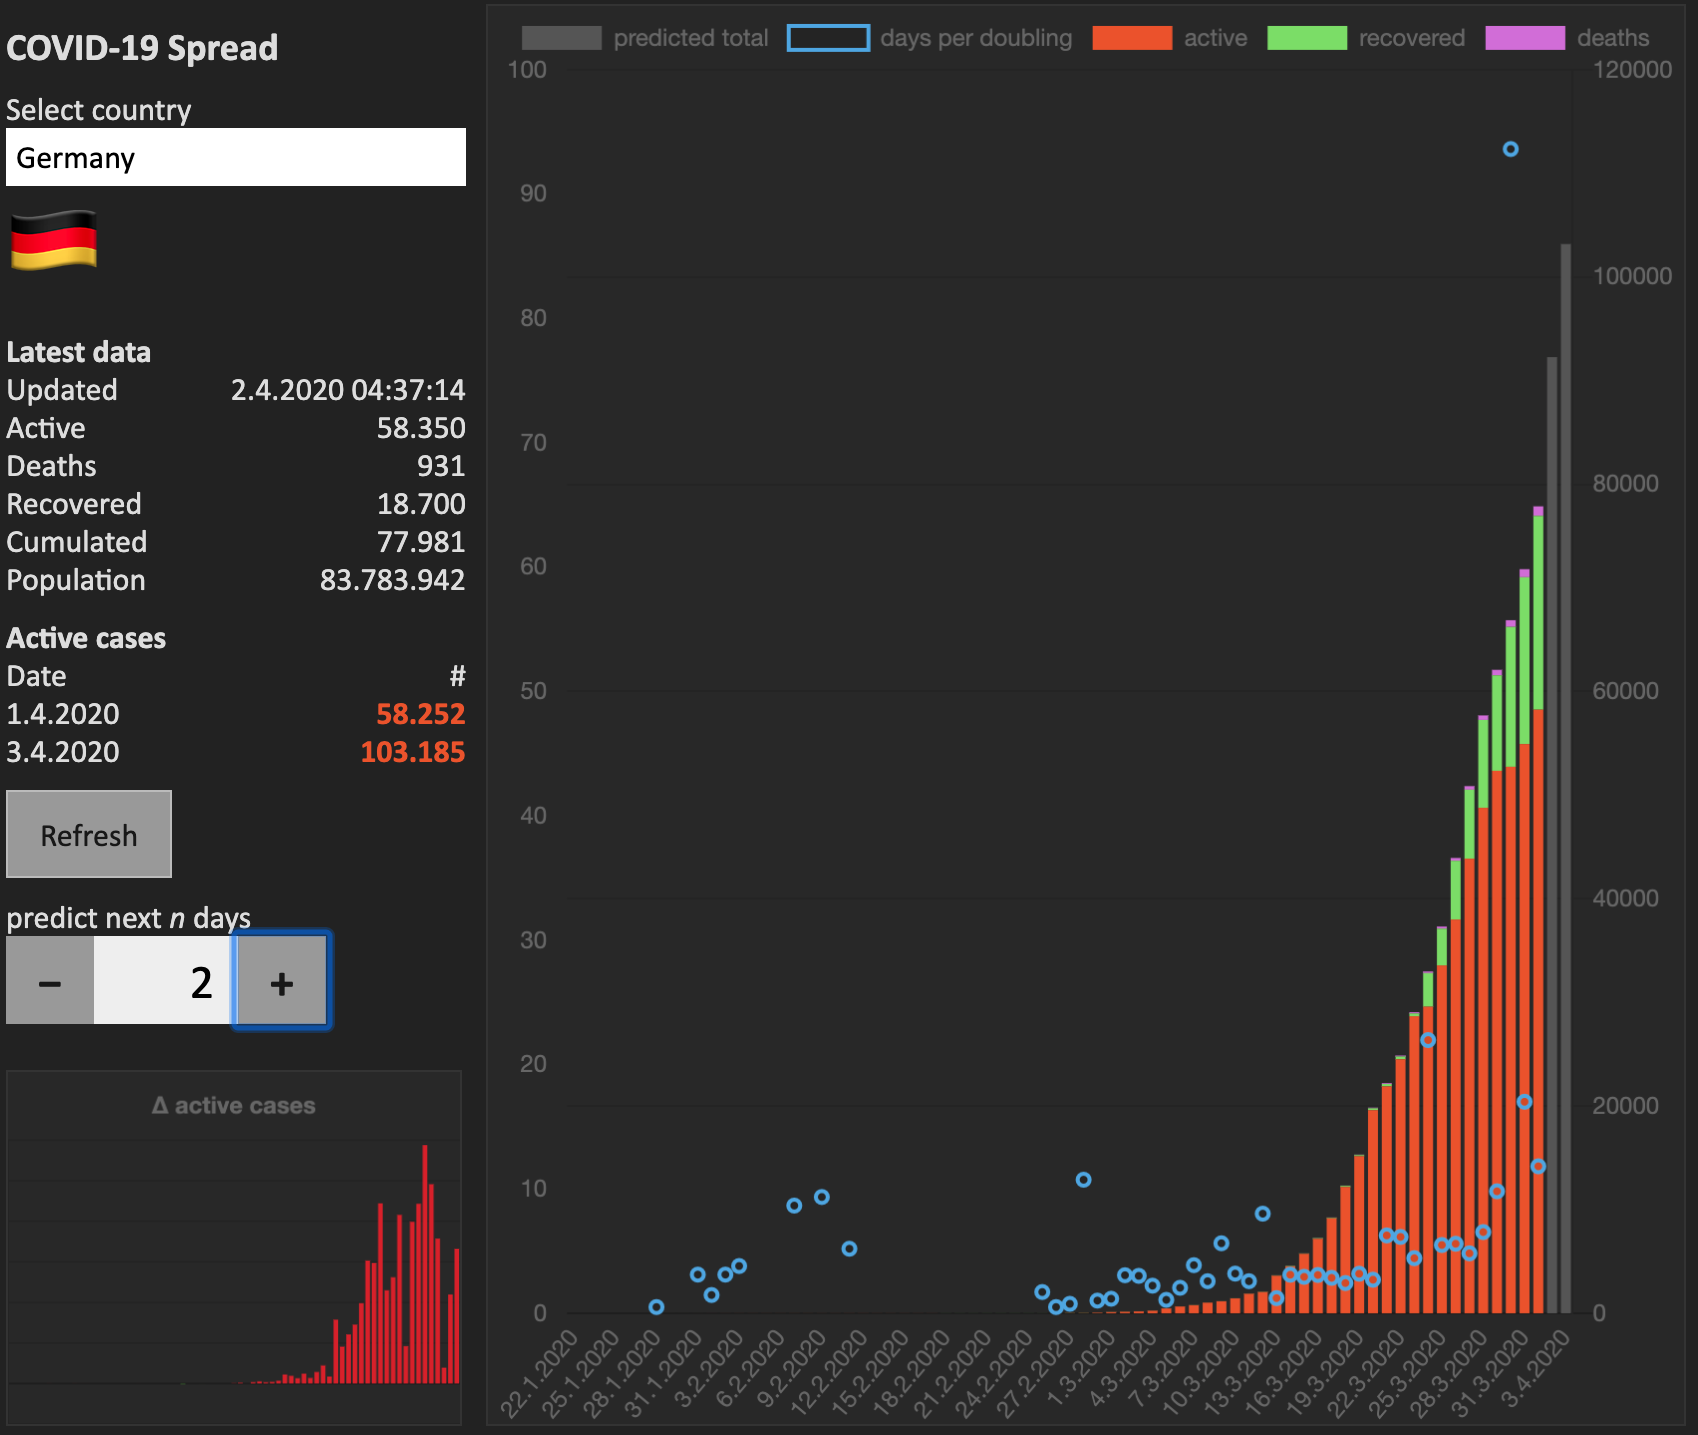 COVID-19 Spread
Select country
Germany
Latest data
Updated 2.4.2020 04:37:14
Active 58.350
Deaths 931
Recovered 18.700
Cumulated 77.981
Population 83.783.942
Active cases
Date #
1.4.2020 58.252
3.4.2020 103.185
Refresh
predict next n days
− 2 +
Δ active cases
predicted total days per doubling active recovered deaths
100 120000
90
100000
80
80000
70
60
60000
50
40
40000
30
20
20000
10
0 0
22.1.2020 25.1.2020 28.1.2020 31.1.2020 3.2.2020 6.2.2020 9.2.2020 12.2.2020 15.2.2020 18.2.2020 21.2.2020 24.2.2020 27.2.2020 1.3.2020 4.3.2020 7.3.2020 10.3.2020 13.3.2020 16.3.2020 19.3.2020 22.3.2020 25.3.2020 28.3.2020 31.3.2020 3.4.2020